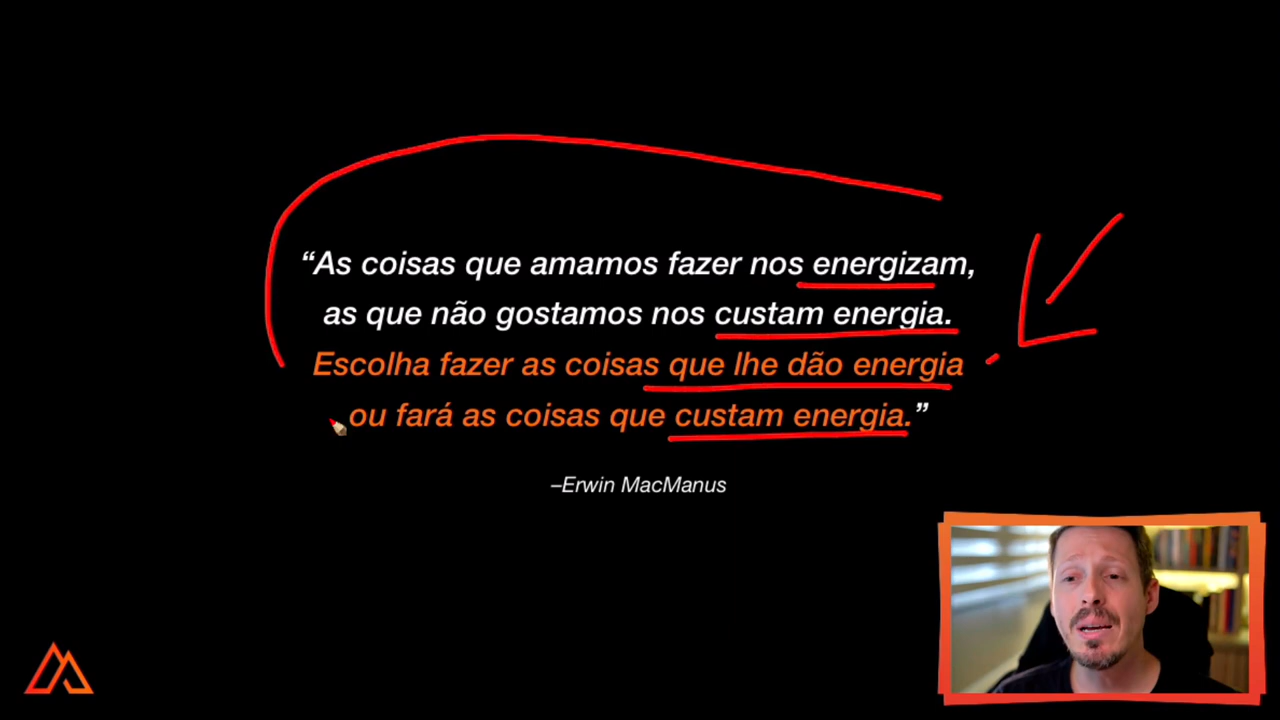 “As coisas que amamos fazer nos energizam,
as que não gostamos nos custam energia.
Escolha fazer as coisas que lhe dão energia
ou fará as coisas que custam energia.”
–Erwin MacManus